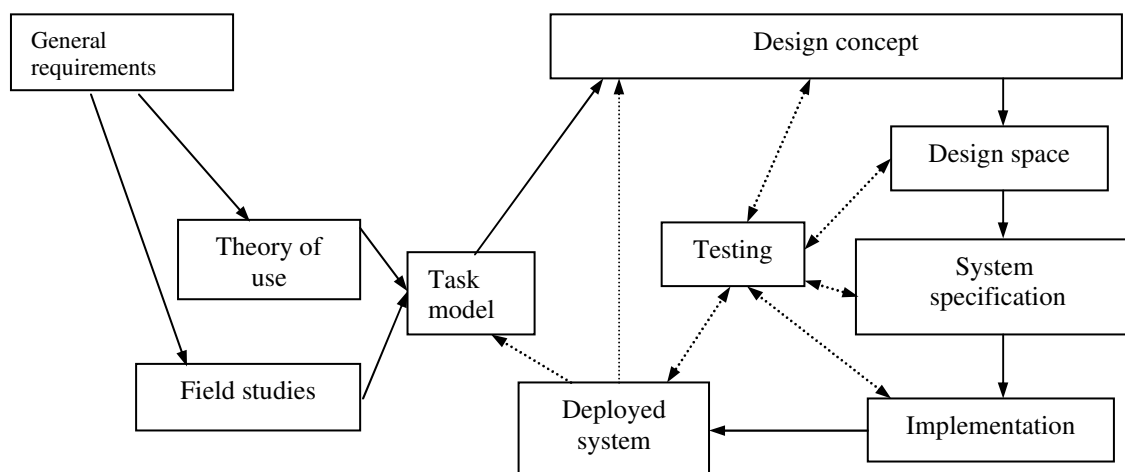 General
requirements
Design concept
Design space
Theory of
use
Task
model
Testing
System
specification
Field studies
Deployed
system
Implementation